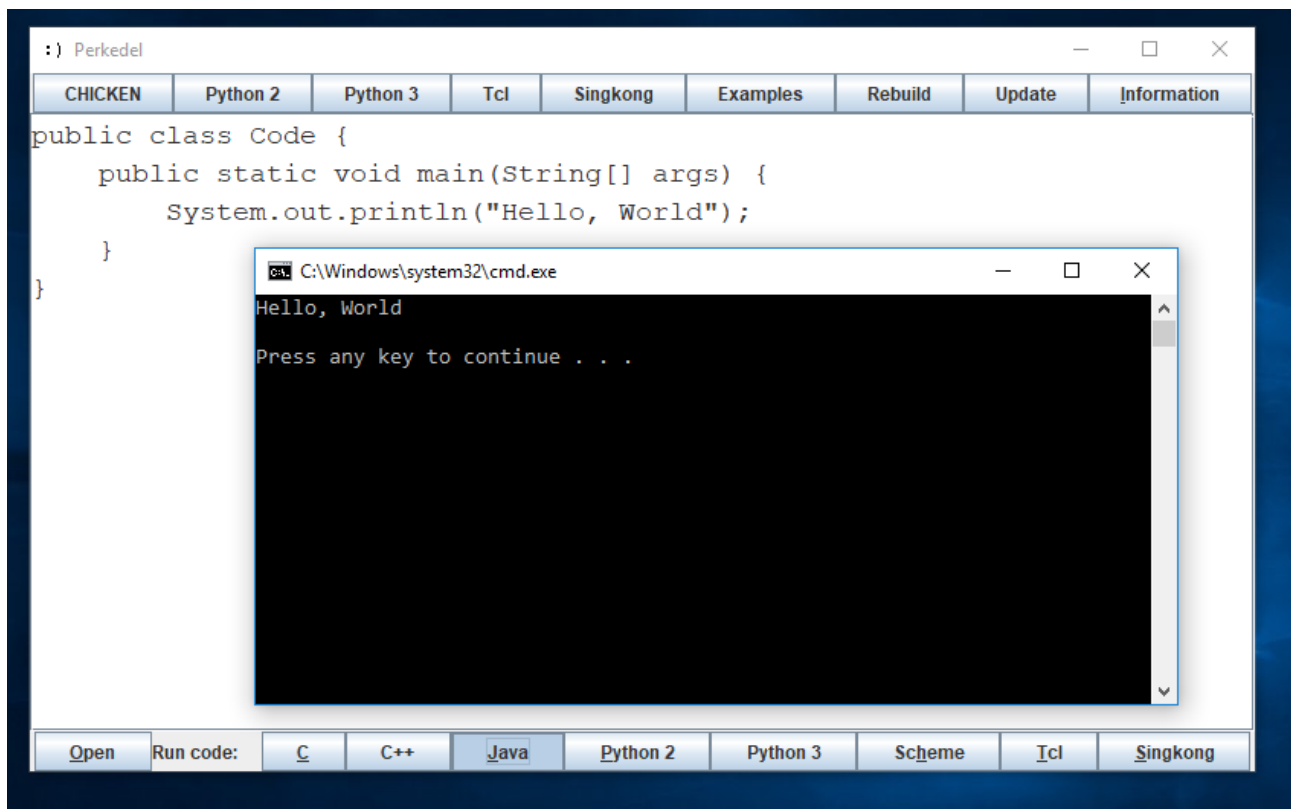 :) Perkedel
CHICKEN Python 2 Python 3 Tcl Singkong Examples Rebuild Update Information
public class Code {
    public static void main(String[] args) {
        System.out.println("Hello, World");
    }
}
C:\Windows\system32\cmd.exe
Hello, World
Press any key to continue . . .
Open Run code: C C++ Java Python 2 Python 3 Scheme Tcl Singkong